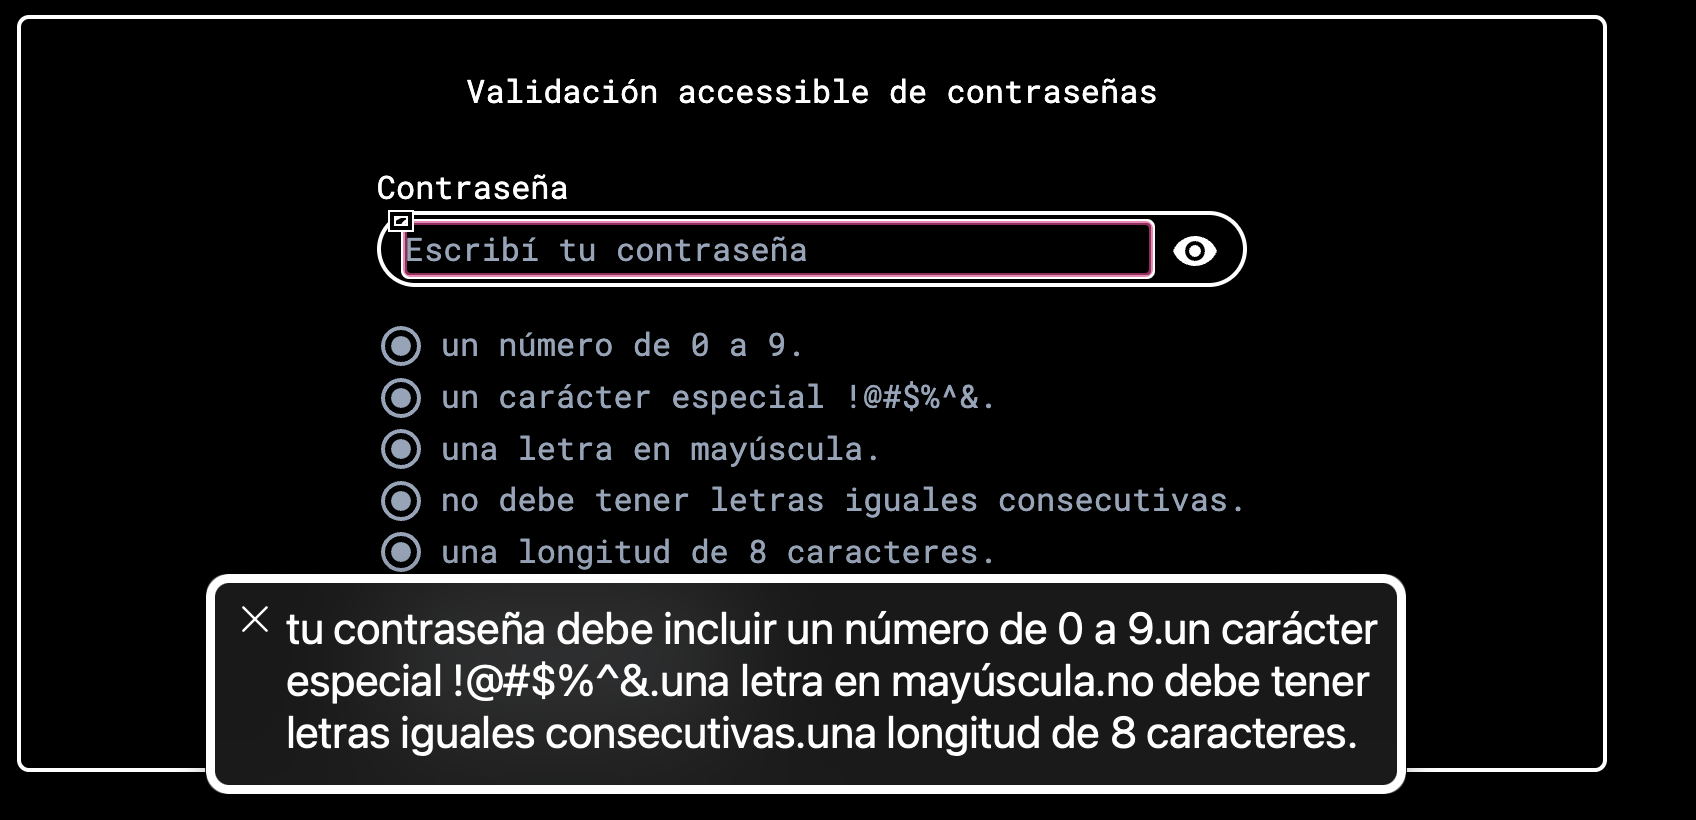 Validación accessible de contraseñas
Contraseña
Escribí tu contraseña
un número de 0 a 9.
un carácter especial !@#$%^&.
una letra en mayúscula.
no debe tener letras iguales consecutivas.
una longitud de 8 caracteres.
tu contraseña debe incluir un número de 0 a 9.un carácter
especial !@#$%^&.una letra en mayúscula.no debe tener
letras iguales consecutivas.una longitud de 8 caracteres.